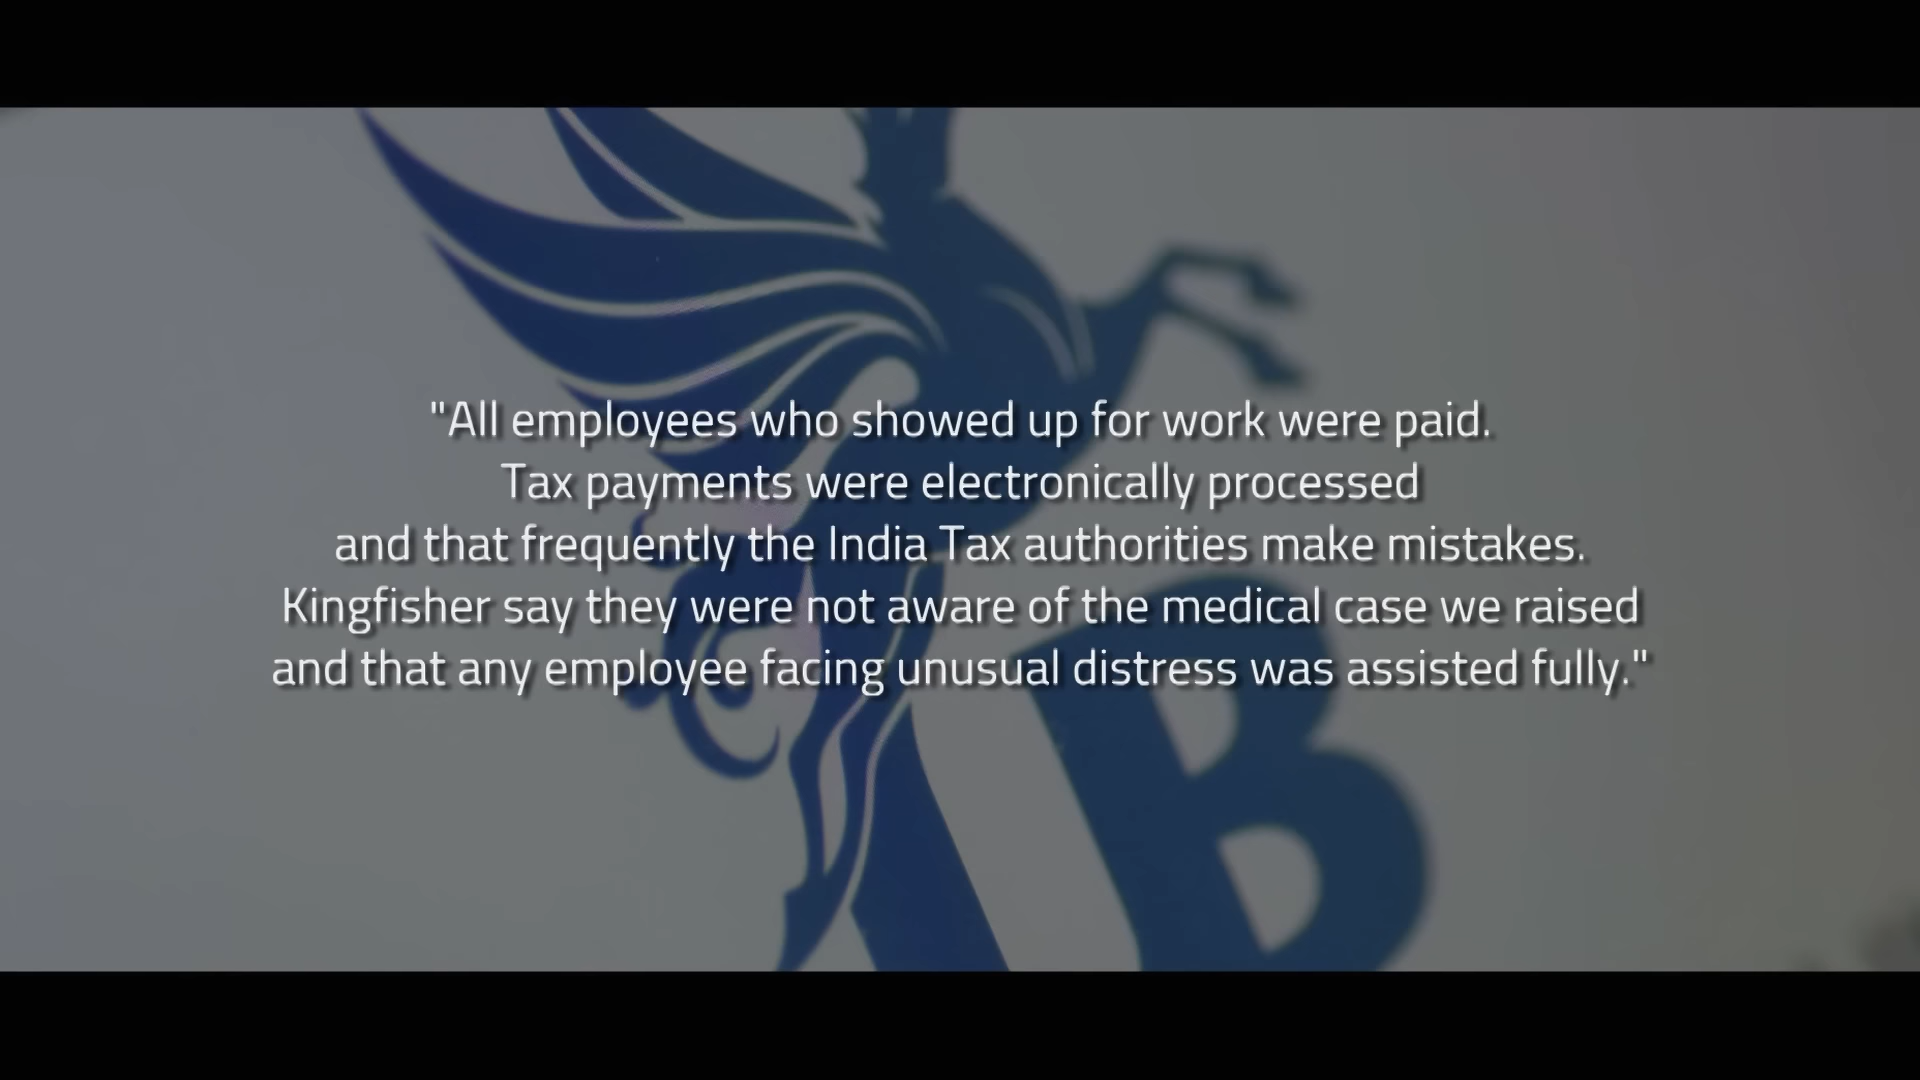 "All employees who showed up for work were paid.
Tax payments were electronically processed
and that frequently the India Tax authorities make mistakes.
Kingfisher say they were not aware of the medical case we raised
and that any employee facing unusual distress was assisted fully."
B